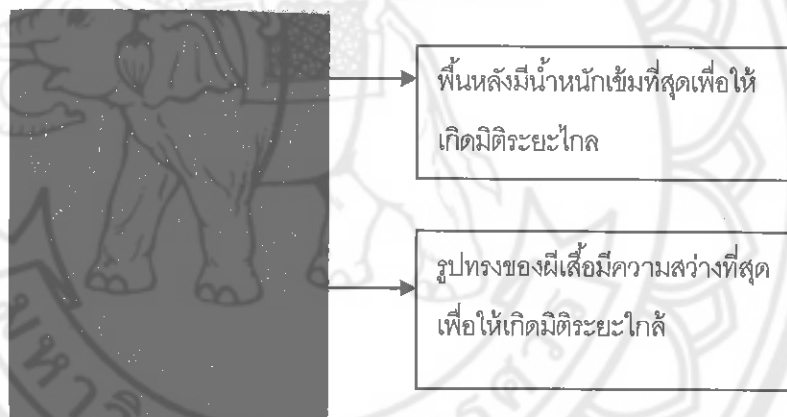 พื้นหลังมีน้ำหนักเข้มที่สุดเพื่อให้
เกิดมิติระยะไกล
รูปทรงของผีเสื้อมีความสว่างที่สุด
เพื่อให้เกิดมิติระยะใกล้